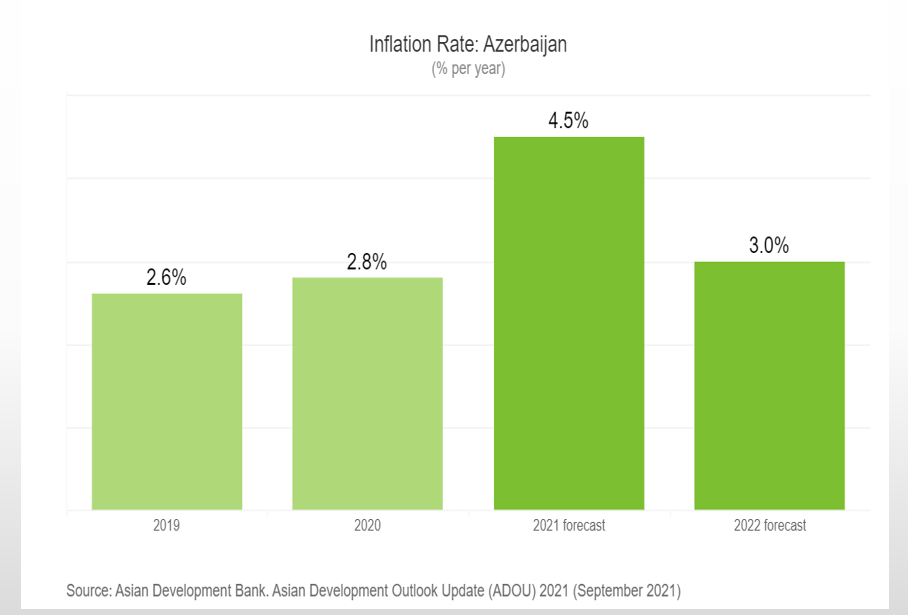 Inflation Rate: Azerbaijan
(% per year)
4.5%
3.0%
2.8%
2.6%
2019
2020
2021 forecast
2022 forecast
Source: Asian Development Bank. Asian Development Outlook Update (ADOU) 2021 (September 2021)